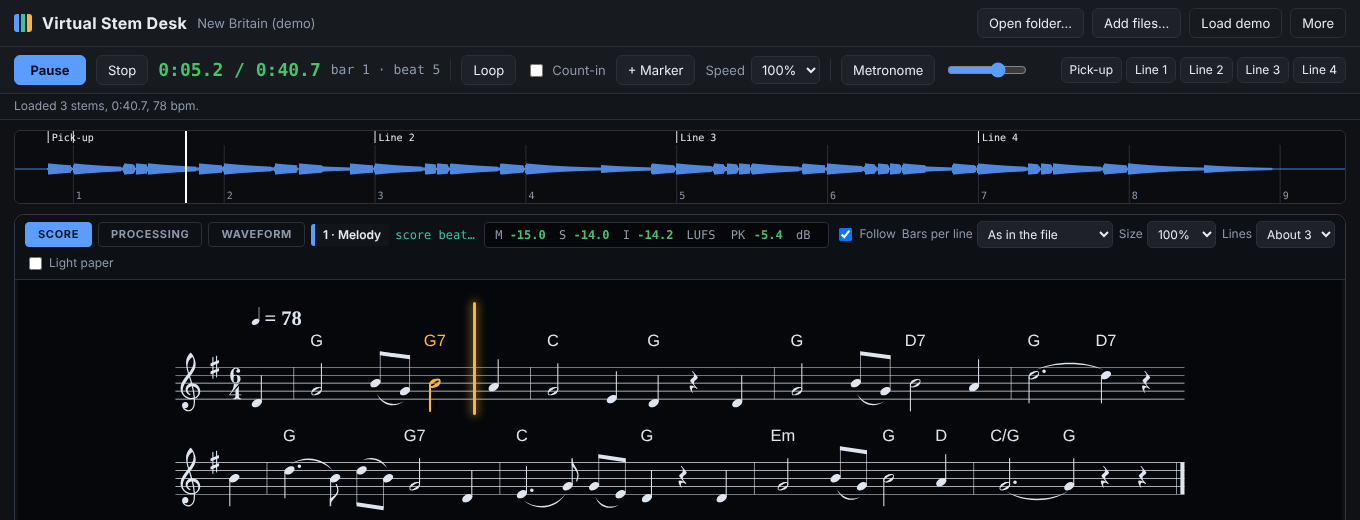 Virtual Stem Desk New Britain (demo) Open folder... Add files... Load demo More
Pause Stop 0:05.2 / 0:40.7 bar 1 · beat 5 Loop Count-in + Marker Speed 100% Metronome Pick-up Line 1 Line 2 Line 3 Line 4
Loaded 3 stems, 0:40.7, 78 bpm.
Pick-up Line 2 Line 3 Line 4
1 2 3 4 5 6 7 8 9
SCORE PROCESSING WAVEFORM 1 · Melody score beat… M -15.0 S -14.0 I -14.2 LUFS PK -5.4 dB Follow Bars per line As in the file Size 100% Lines About 3
Light paper
= 78
G G7 C G G D7 G D7
6
4
G G7 C G Em G D C/G G